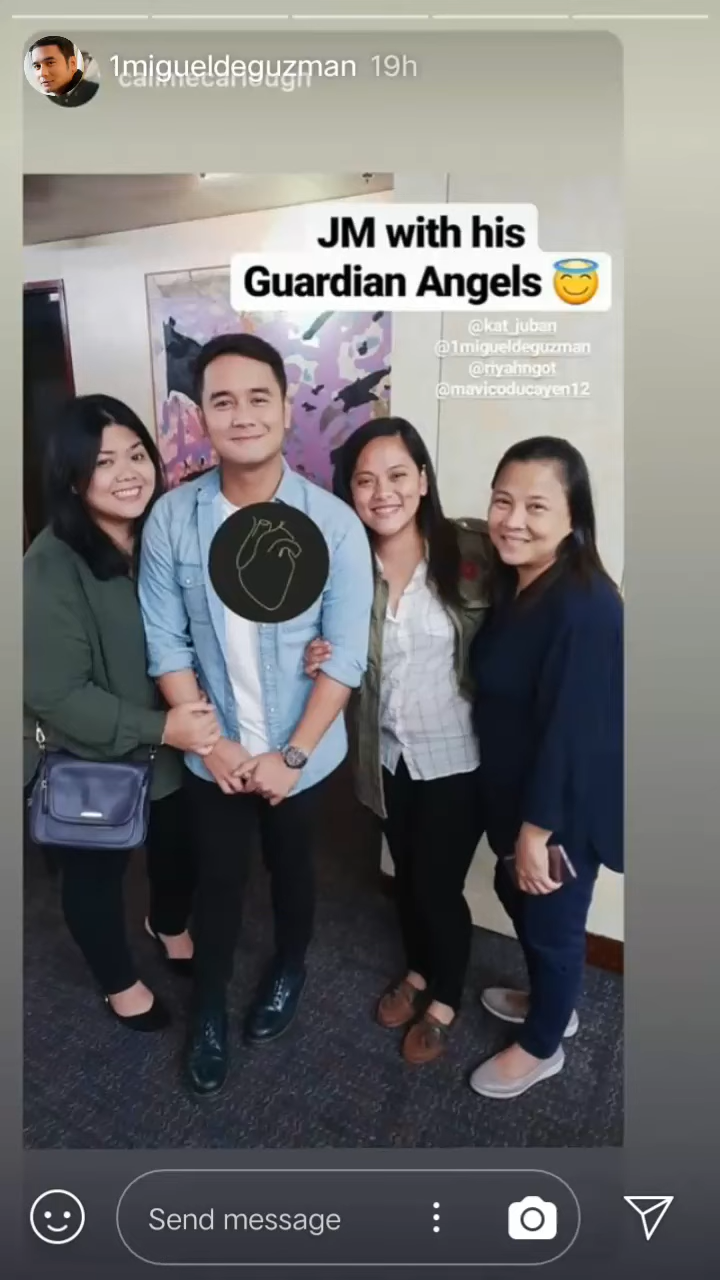 1migueldeguzman 19h
JM with his
Guardian Angels 😇
@kat_juban
@1migueldeguzman
@riyahngot
@mavicoducayen12
Send message